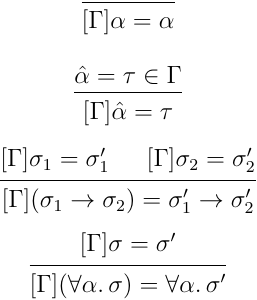 [Γ]α = α
α̂ = τ ∈ Γ
[Γ]α̂ = τ
[Γ]σ₁ = σ₁′ [Γ]σ₂ = σ₂′
[Γ](σ₁ → σ₂) = σ₁′ → σ₂′
[Γ]σ = σ′
[Γ](∀α. σ) = ∀α. σ′